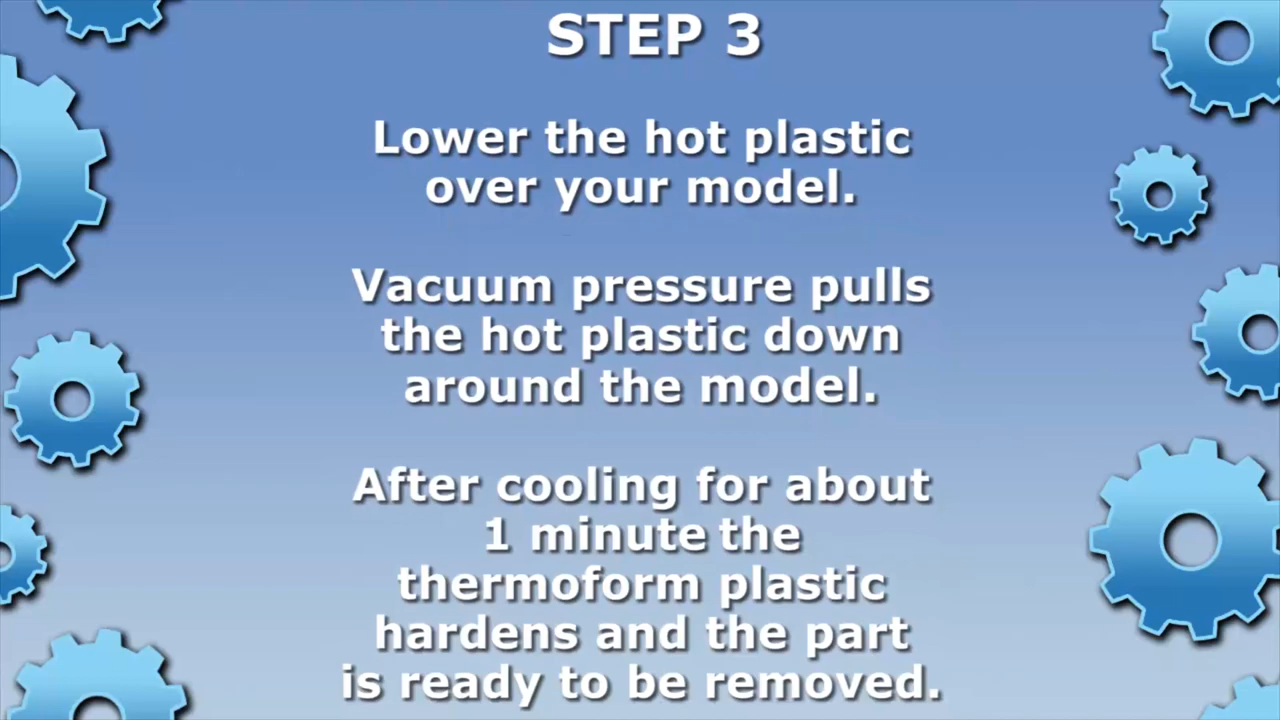 STEP 3
Lower the hot plastic
over your model.
Vacuum pressure pulls
the hot plastic down
around the model.
After cooling for about
1 minute the
thermoform plastic
hardens and the part
is ready to be removed.